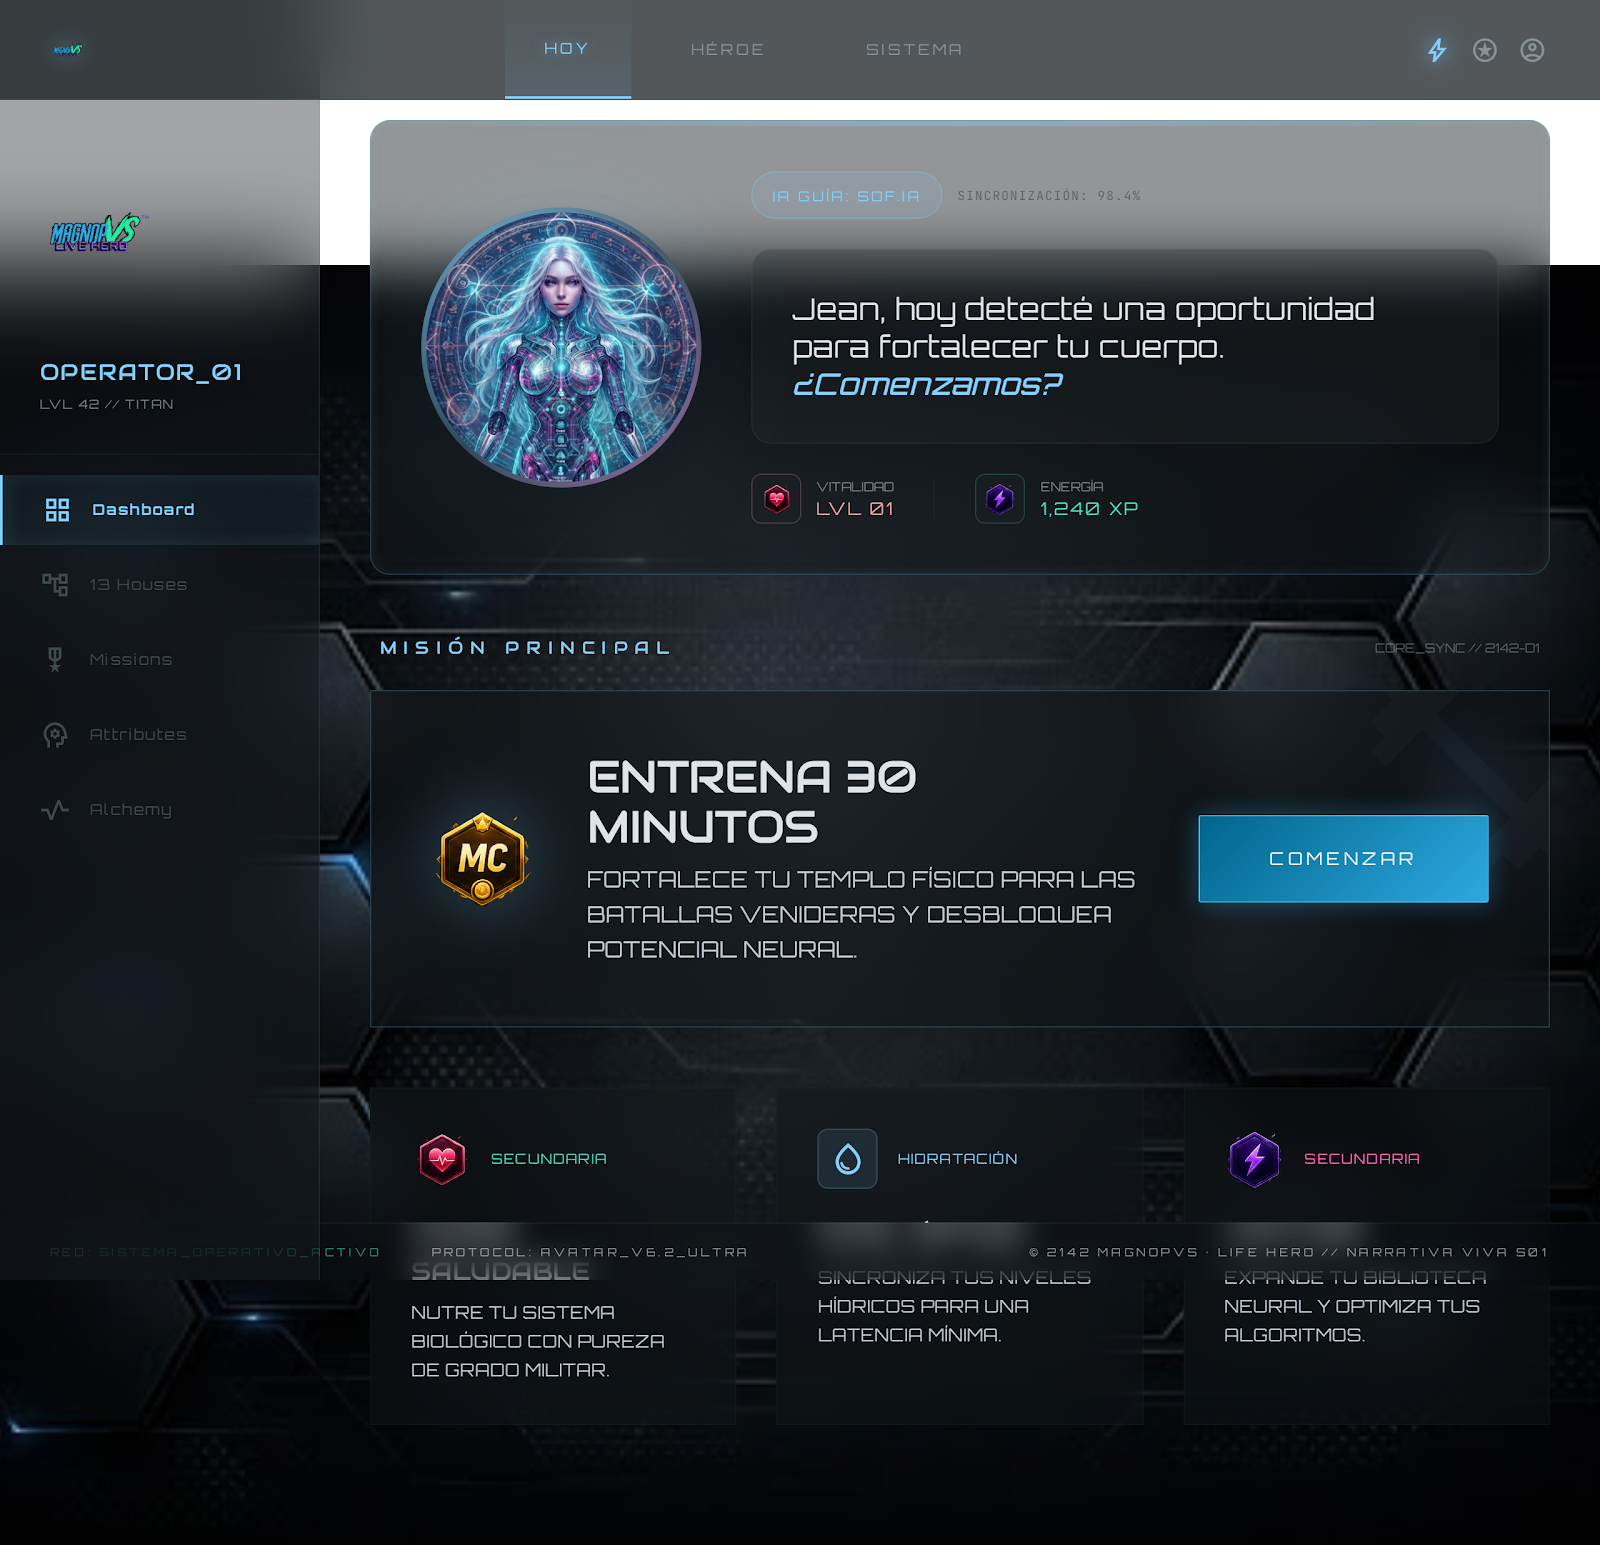 MAGNOPVS
HOY
HÉROE
SISTEMA
MAGNOPVS™
LIVE HERO
OPERATOR_01
LVL 42 // TITAN
Dashboard
13 Houses
Missions
Attributes
Alchemy
IA GUÍA: SOF.IA
SINCRONIZACIÓN: 98.4%
Jean, hoy detecté una oportunidad
para fortalecer tu cuerpo.
¿Comenzamos?
VITALIDAD
LVL 01
ENERGÍA
1,240 XP
MISIÓN PRINCIPAL
CORE_SYNC // 2142-D1
MC
ENTRENA 30
MINUTOS
FORTALECE TU TEMPLO FÍSICO PARA LAS
BATALLAS VENIDERAS Y DESBLOQUEA
POTENCIAL NEURAL.
COMENZAR
SECUNDARIA
SALUDABLE
NUTRE TU SISTEMA
BIOLÓGICO CON PUREZA
DE GRADO MILITAR.
HIDRATACIÓN
SINCRONIZA TUS NIVELES
HÍDRICOS PARA UNA
LATENCIA MÍNIMA.
SECUNDARIA
EXPANDE TU BIBLIOTECA
NEURAL Y OPTIMIZA TUS
ALGORITMOS.
RED: SISTEMA_OPERATIVO_ACTIVO
PROTOCOL: AVATAR_V6.2_ULTRA
© 2142 MAGNOPVS · LIFE HERO // NARRATIVA VIVA S01